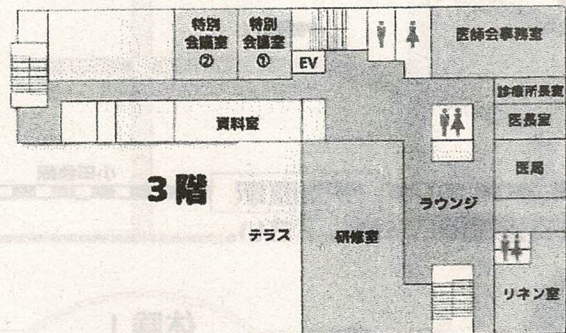 特別
会議室
②
特別
会議室
①
EV
医師会事務室
診療所長室
医長室
資料室
医局
3階
ラウンジ
テラス
研修室
リネン室